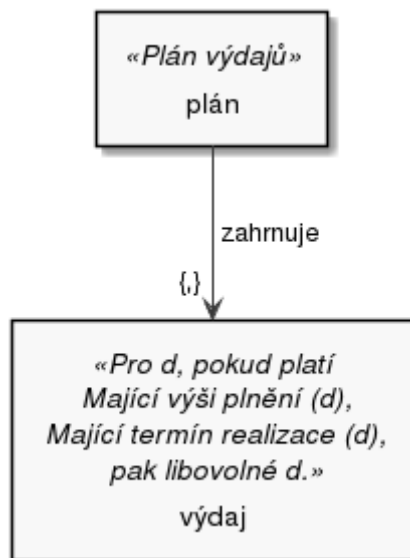 «Plán výdajů»
plán
zahrnuje
{,}
«Pro d, pokud platí
Mající výši plnění (d),
Mající termín realizace (d),
pak libovolné d.»
výdaj